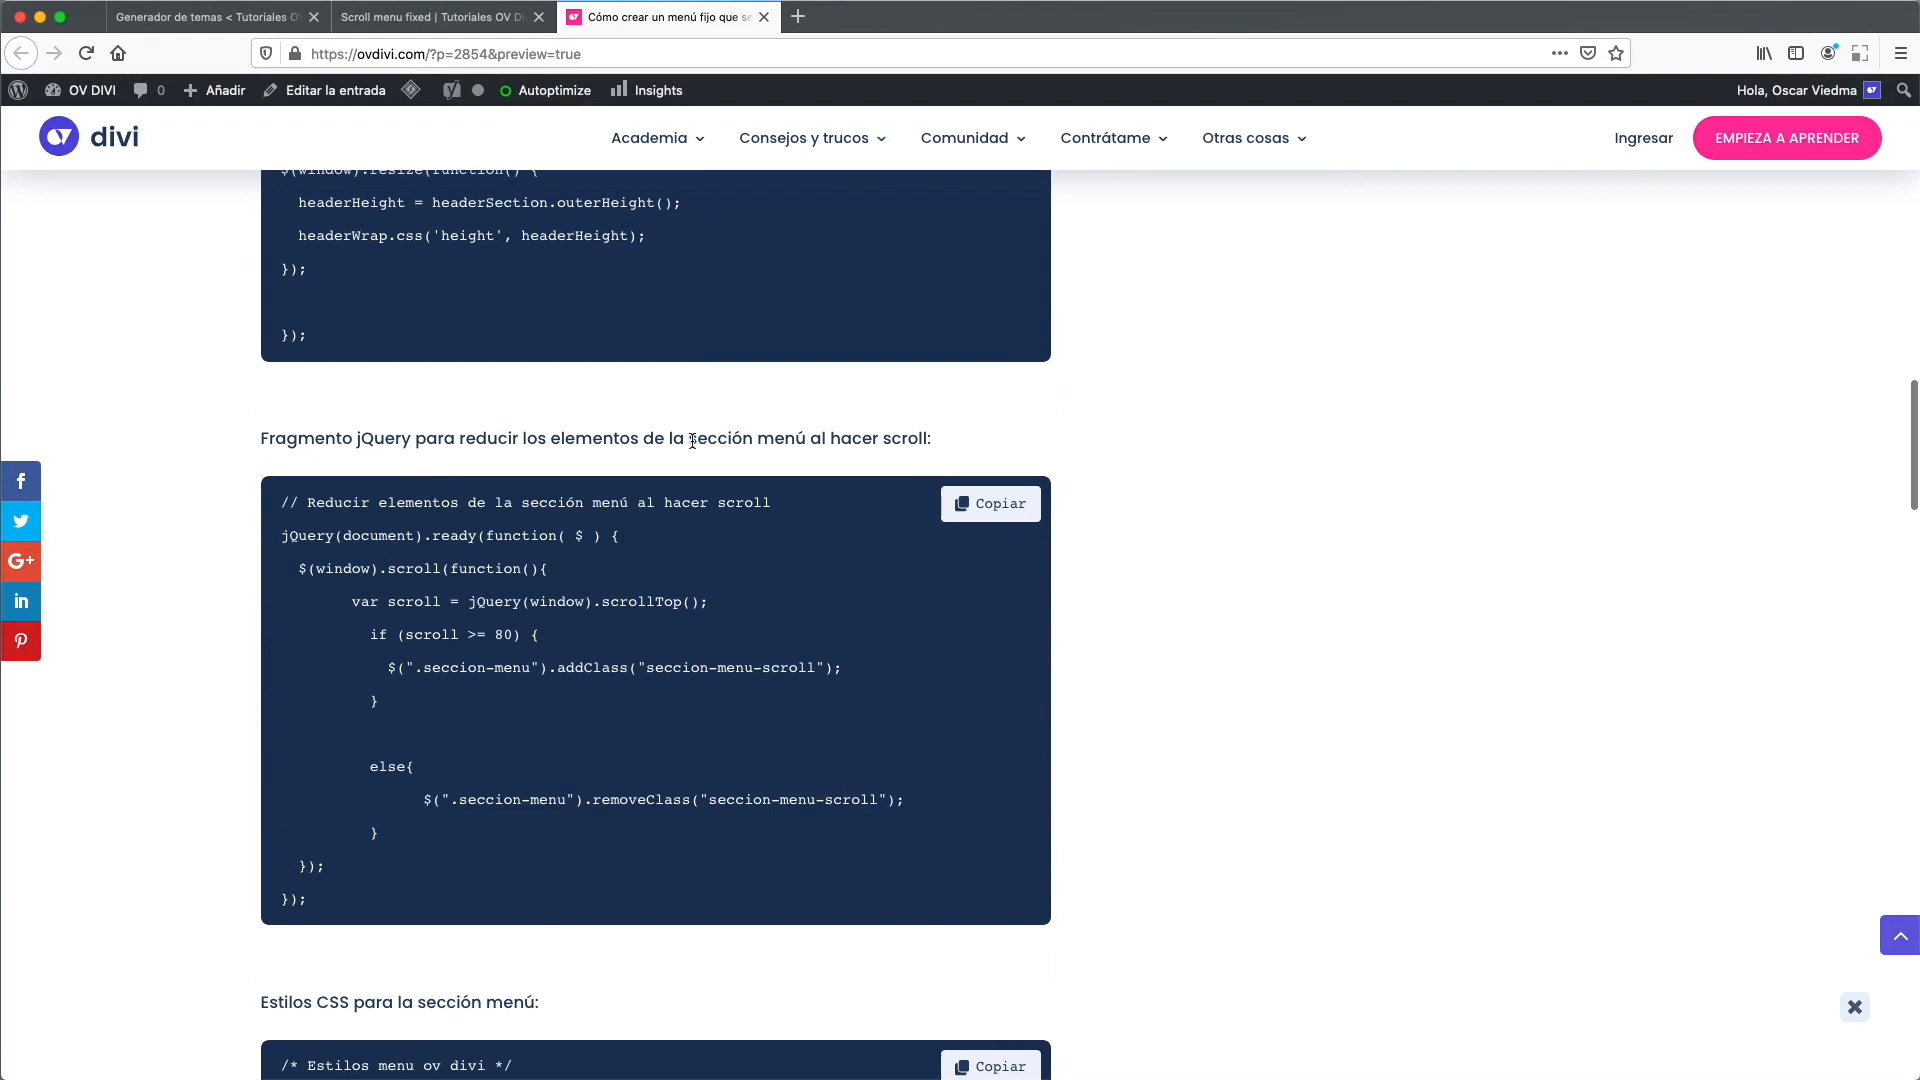 Generador de temas < Tutoriales O
Scroll menu fixed | Tutoriales OV Di
Cómo crear un menú fijo que se
https://ovdivi.com/?p=2854&preview=true
OV DIVI
0
Añadir
Editar la entrada
Autoptimize
Insights
Hola, Oscar Viedma
divi
Academia
Consejos y trucos
Comunidad
Contrátame
Otras cosas
Ingresar
EMPIEZA A APRENDER
$(window).resize(function() {
headerHeight = headerSection.outerHeight();
headerWrap.css('height', headerHeight);
});
});
Fragmento jQuery para reducir los elementos de la sección menú al hacer scroll:
// Reducir elementos de la sección menú al hacer scroll
Copiar
jQuery(document).ready(function( $ ) {
$(window).scroll(function(){
var scroll = jQuery(window).scrollTop();
if (scroll >= 80) {
$(".seccion-menu").addClass("seccion-menu-scroll");
}
else{
$(".seccion-menu").removeClass("seccion-menu-scroll");
}
});
});
Estilos CSS para la sección menú:
/* Estilos menu ov divi */
Copiar